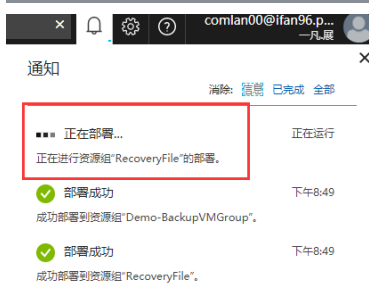 comlan00@ifan96.p...
一凡.展
通知
消除: 信息 已完成 全部
正在部署... 正在运行
正在进行资源组"RecoveryFile"的部署。
部署成功 下午8:49
成功部署到资源组"Demo-BackupVMGroup"。
部署成功 下午8:49
成功部署到资源组"RecoveryFile"。